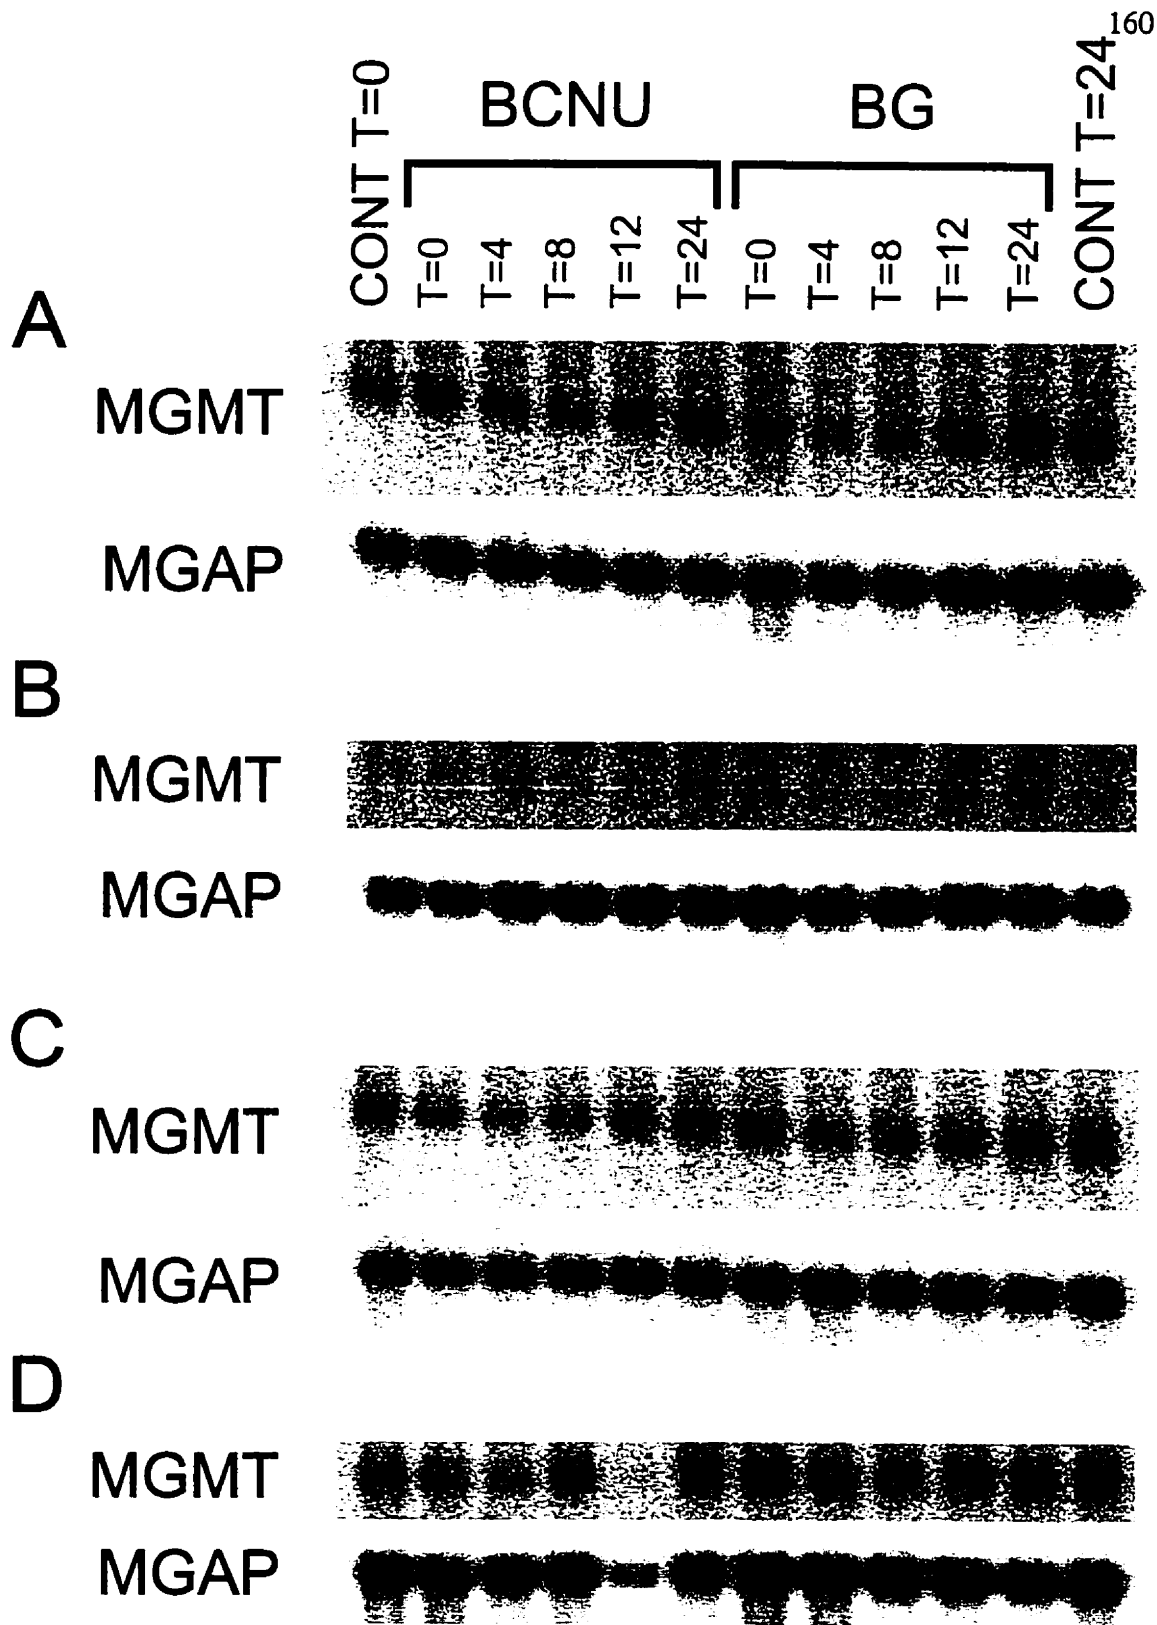 160
BCNU BG
CONT T=0 T=0 T=4 T=8 T=12 T=24 T=0 T=4 T=8 T=12 T=24 CONT T=24
A
MGMT
MGAP
B
MGMT
MGAP
C
MGMT
MGAP
D
MGMT
MGAP